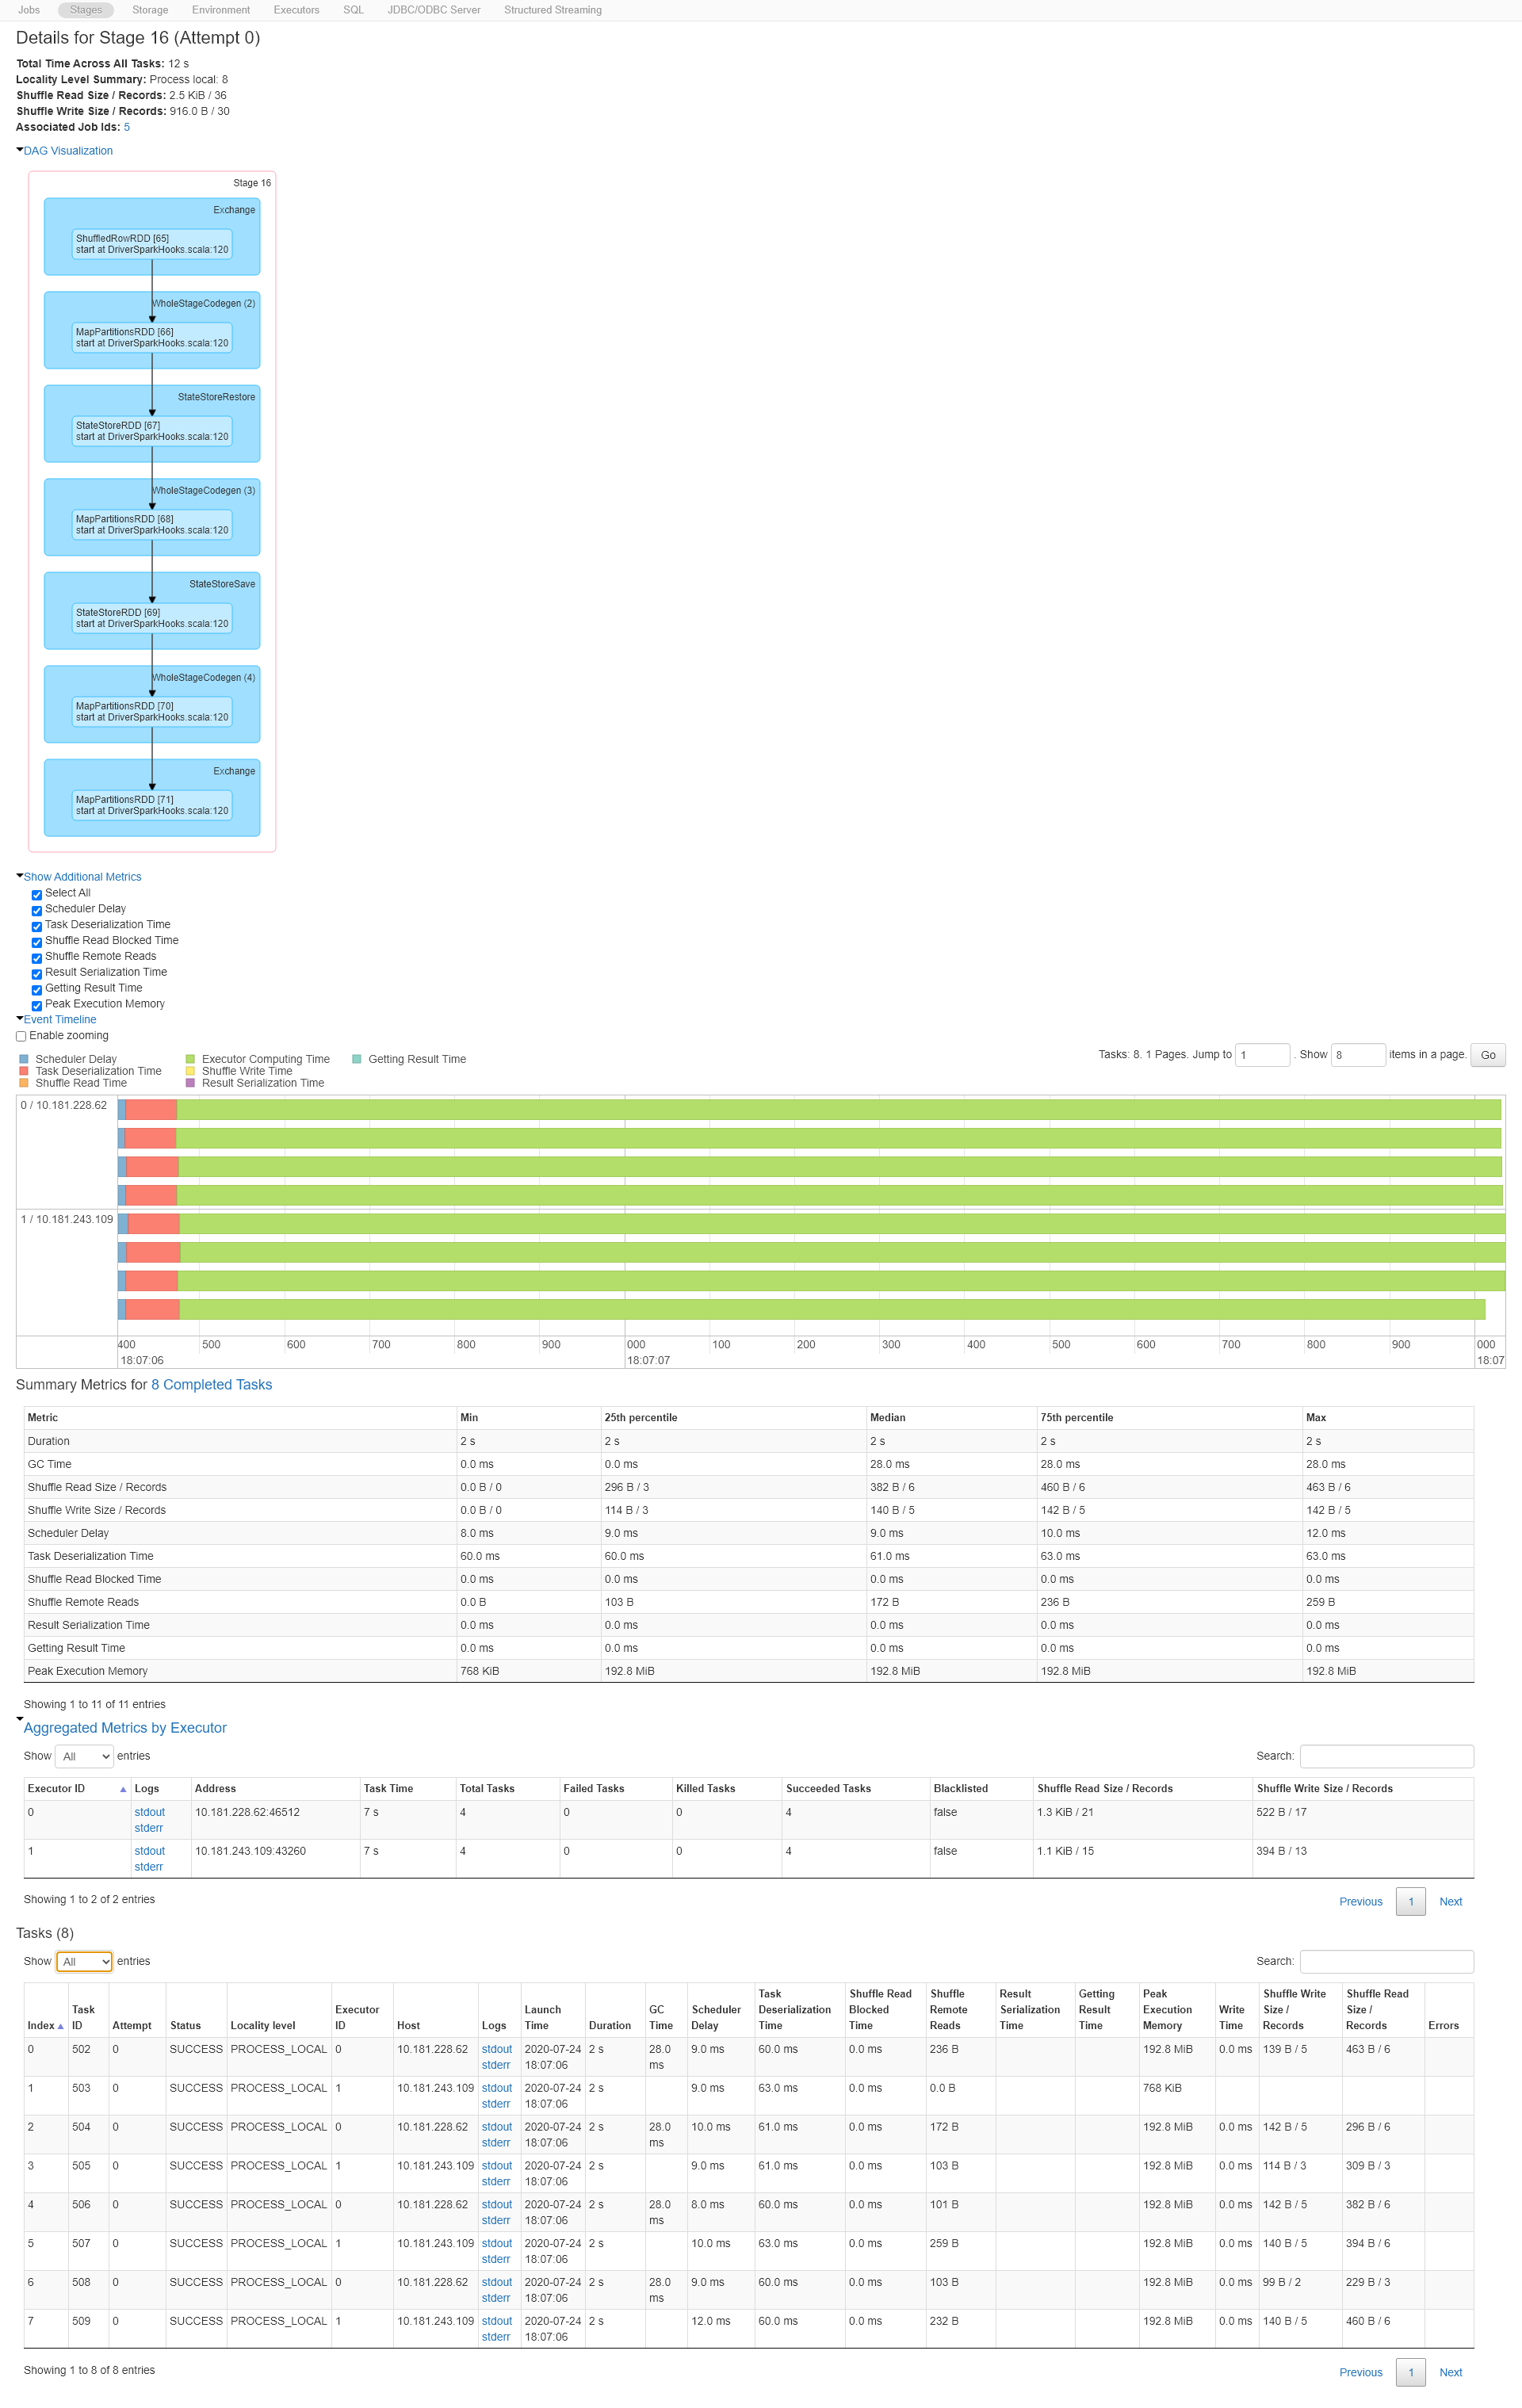 Jobs Stages Storage Environment Executors SQL JDBC/ODBC Server Structured Streaming
Details for Stage 16 (Attempt 0)
Total Time Across All Tasks: 12 s
Locality Level Summary: Process local: 8
Shuffle Read Size / Records: 2.5 KiB / 36
Shuffle Write Size / Records: 916.0 B / 30
Associated Job Ids: 5
DAG Visualization
Stage 16
Exchange
ShuffledRowRDD [65]
start at DriverSparkHooks.scala:120
WholeStageCodegen (2)
MapPartitionsRDD [66]
start at DriverSparkHooks.scala:120
StateStoreRestore
StateStoreRDD [67]
start at DriverSparkHooks.scala:120
WholeStageCodegen (3)
MapPartitionsRDD [68]
start at DriverSparkHooks.scala:120
StateStoreSave
StateStoreRDD [69]
start at DriverSparkHooks.scala:120
WholeStageCodegen (4)
MapPartitionsRDD [70]
start at DriverSparkHooks.scala:120
Exchange
MapPartitionsRDD [71]
start at DriverSparkHooks.scala:120
Show Additional Metrics
Select All
Scheduler Delay
Task Deserialization Time
Shuffle Read Blocked Time
Shuffle Remote Reads
Result Serialization Time
Getting Result Time
Peak Execution Memory
Event Timeline
Enable zooming
Scheduler Delay Executor Computing Time Getting Result Time
Task Deserialization Time Shuffle Write Time
Shuffle Read Time Result Serialization Time
Tasks: 8. 1 Pages. Jump to 1 . Show 8 items in a page. Go
0 / 10.181.228.62
1 / 10.181.243.109
400 500 600 700 800 900 000 100 200 300 400 500 600 700 800 900 000
18:07:06 18:07:07 18:07
Summary Metrics for 8 Completed Tasks
Metric Min 25th percentile Median 75th percentile Max
Duration 2 s 2 s 2 s 2 s 2 s
GC Time 0.0 ms 0.0 ms 28.0 ms 28.0 ms 28.0 ms
Shuffle Read Size / Records 0.0 B / 0 296 B / 3 382 B / 6 460 B / 6 463 B / 6
Shuffle Write Size / Records 0.0 B / 0 114 B / 3 140 B / 5 142 B / 5 142 B / 5
Scheduler Delay 8.0 ms 9.0 ms 9.0 ms 10.0 ms 12.0 ms
Task Deserialization Time 60.0 ms 60.0 ms 61.0 ms 63.0 ms 63.0 ms
Shuffle Read Blocked Time 0.0 ms 0.0 ms 0.0 ms 0.0 ms 0.0 ms
Shuffle Remote Reads 0.0 B 103 B 172 B 236 B 259 B
Result Serialization Time 0.0 ms 0.0 ms 0.0 ms 0.0 ms 0.0 ms
Getting Result Time 0.0 ms 0.0 ms 0.0 ms 0.0 ms 0.0 ms
Peak Execution Memory 768 KiB 192.8 MiB 192.8 MiB 192.8 MiB 192.8 MiB
Showing 1 to 11 of 11 entries
Aggregated Metrics by Executor
Show All entries Search:
Executor ID Logs Address Task Time Total Tasks Failed Tasks Killed Tasks Succeeded Tasks Blacklisted Shuffle Read Size / Records Shuffle Write Size / Records
0 stdout 10.181.228.62:46512 7 s 4 0 0 4 false 1.3 KiB / 21 522 B / 17
stderr
1 stdout 10.181.243.109:43260 7 s 4 0 0 4 false 1.1 KiB / 15 394 B / 13
stderr
Showing 1 to 2 of 2 entries Previous 1 Next
Tasks (8)
Show All entries Search:
Task Shuffle Read Shuffle Result Getting Peak Shuffle Write Shuffle Read
Task Executor Launch GC Scheduler Deserialization Blocked Remote Serialization Result Execution Write Size / Size /
Index ID Attempt Status Locality level ID Host Logs Time Duration Time Delay Time Time Reads Time Time Memory Time Records Records Errors
0 502 0 SUCCESS PROCESS_LOCAL 0 10.181.228.62 stdout 2020-07-24 2 s 28.0 9.0 ms 60.0 ms 0.0 ms 236 B 192.8 MiB 0.0 ms 139 B / 5 463 B / 6
stderr 18:07:06 ms
1 503 0 SUCCESS PROCESS_LOCAL 1 10.181.243.109 stdout 2020-07-24 2 s 9.0 ms 63.0 ms 0.0 ms 0.0 B 768 KiB
stderr 18:07:06
2 504 0 SUCCESS PROCESS_LOCAL 0 10.181.228.62 stdout 2020-07-24 2 s 28.0 10.0 ms 61.0 ms 0.0 ms 172 B 192.8 MiB 0.0 ms 142 B / 5 296 B / 6
stderr 18:07:06 ms
3 505 0 SUCCESS PROCESS_LOCAL 1 10.181.243.109 stdout 2020-07-24 2 s 9.0 ms 61.0 ms 0.0 ms 103 B 192.8 MiB 0.0 ms 114 B / 3 309 B / 3
stderr 18:07:06
4 506 0 SUCCESS PROCESS_LOCAL 0 10.181.228.62 stdout 2020-07-24 2 s 28.0 8.0 ms 60.0 ms 0.0 ms 101 B 192.8 MiB 0.0 ms 142 B / 5 382 B / 6
stderr 18:07:06 ms
5 507 0 SUCCESS PROCESS_LOCAL 1 10.181.243.109 stdout 2020-07-24 2 s 10.0 ms 63.0 ms 0.0 ms 259 B 192.8 MiB 0.0 ms 140 B / 5 394 B / 6
stderr 18:07:06
6 508 0 SUCCESS PROCESS_LOCAL 0 10.181.228.62 stdout 2020-07-24 2 s 28.0 9.0 ms 60.0 ms 0.0 ms 103 B 192.8 MiB 0.0 ms 99 B / 2 229 B / 3
stderr 18:07:06 ms
7 509 0 SUCCESS PROCESS_LOCAL 1 10.181.243.109 stdout 2020-07-24 2 s 12.0 ms 60.0 ms 0.0 ms 232 B 192.8 MiB 0.0 ms 140 B / 5 460 B / 6
stderr 18:07:06
Showing 1 to 8 of 8 entries Previous 1 Next